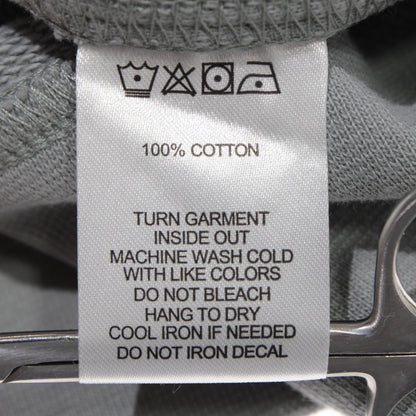 100% COTTON
TURN GARMENT
INSIDE OUT
MACHINE WASH COLD
WITH LIKE COLORS
DO NOT BLEACH
HANG TO DRY
COOL IRON IF NEEDED
DO NOT IRON DECAL